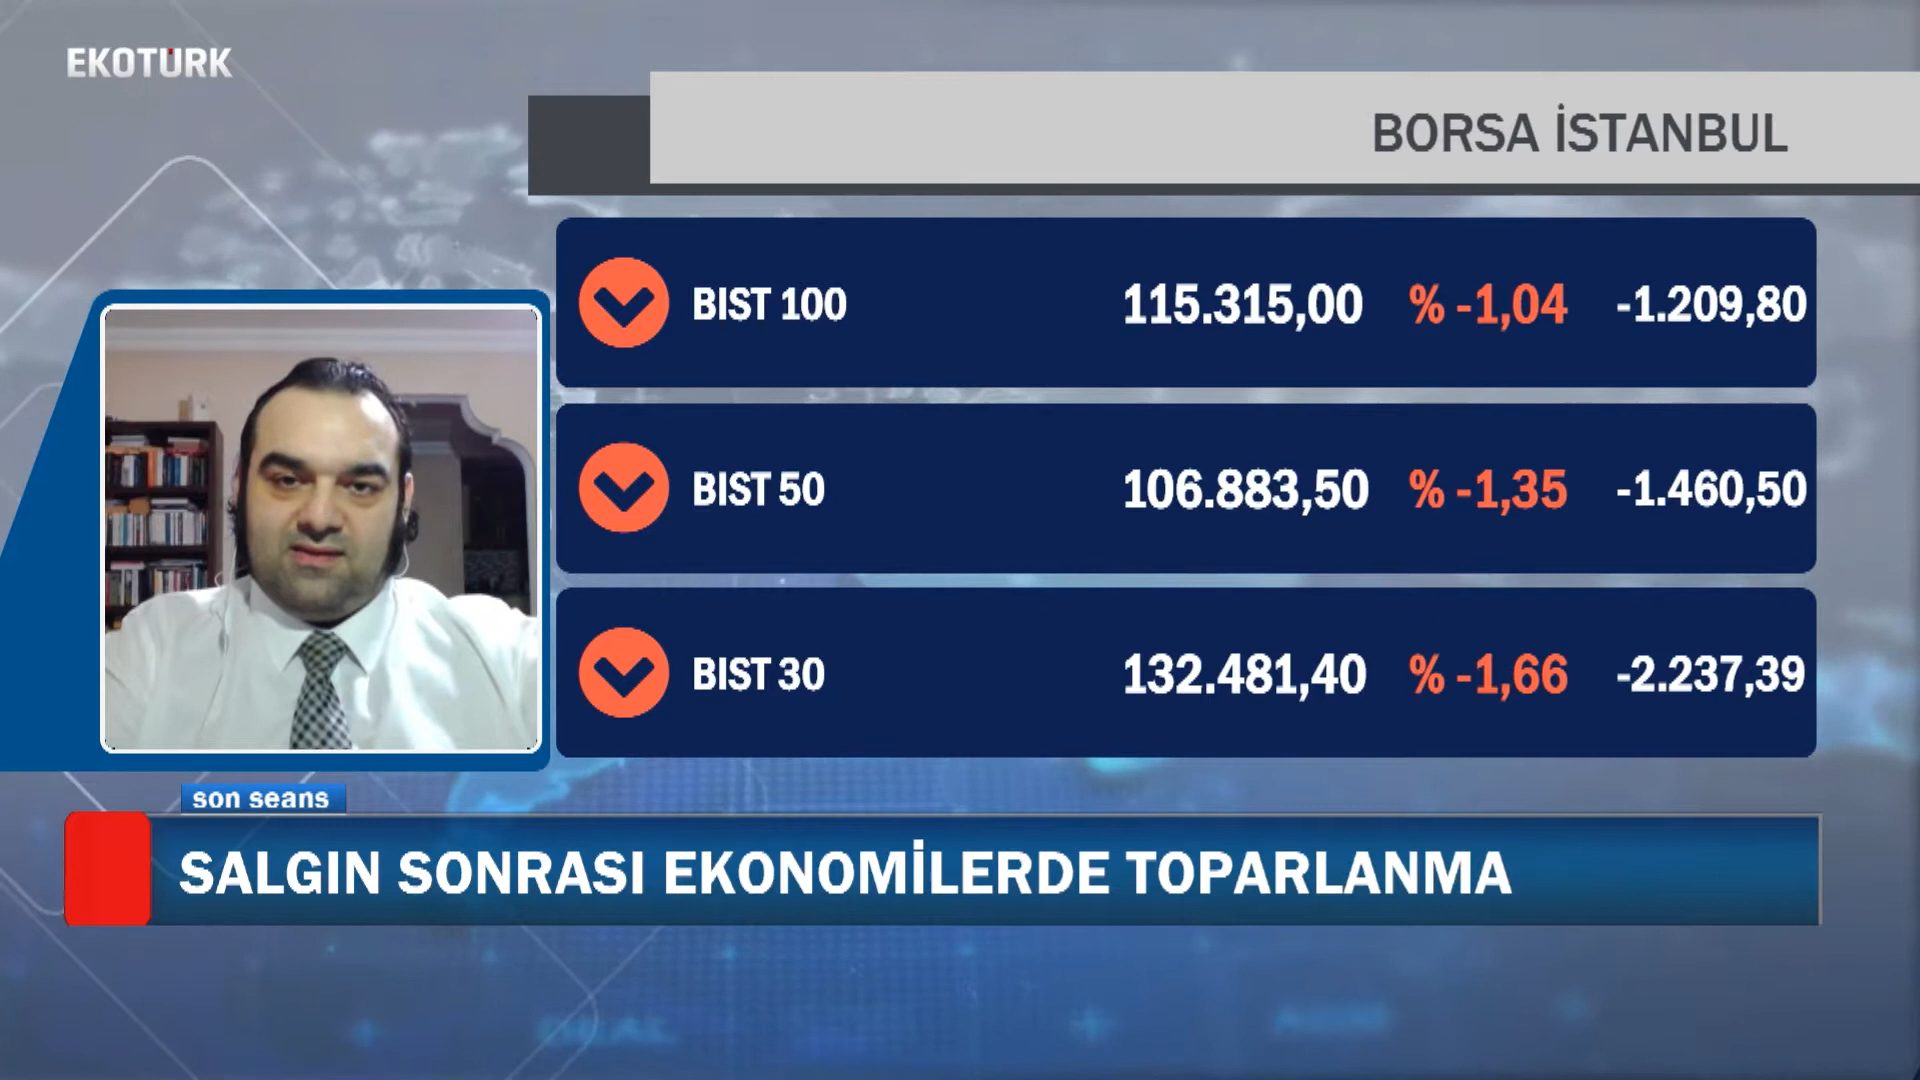 EKOTÜRK
BORSA İSTANBUL
BIST 100 115.315,00 % -1,04 -1.209,80
BIST 50 106.883,50 % -1,35 -1.460,50
BIST 30 132.481,40 % -1,66 -2.237,39
son seans
SALGIN SONRASI EKONOMİLERDE TOPARLANMA